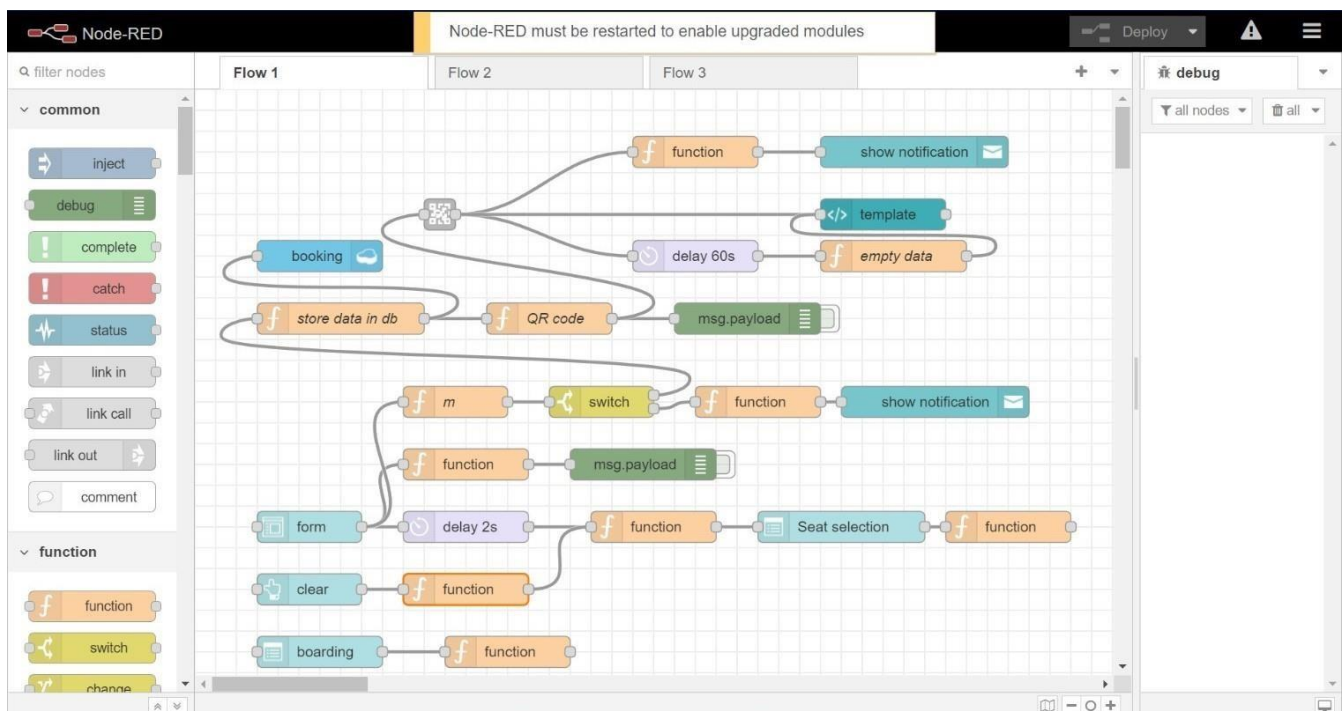 Node-RED
Node-RED must be restarted to enable upgraded modules
Deploy
filter nodes
Flow 1
Flow 2
Flow 3
debug
common
all nodes
all
inject
debug
complete
catch
status
link in
link call
link out
comment
function
function
switch
change
function
show notification
template
booking
delay 60s
empty data
store data in db
QR code
msg.payload
m
switch
function
show notification
function
msg.payload
form
delay 2s
function
Seat selection
function
clear
function
boarding
function